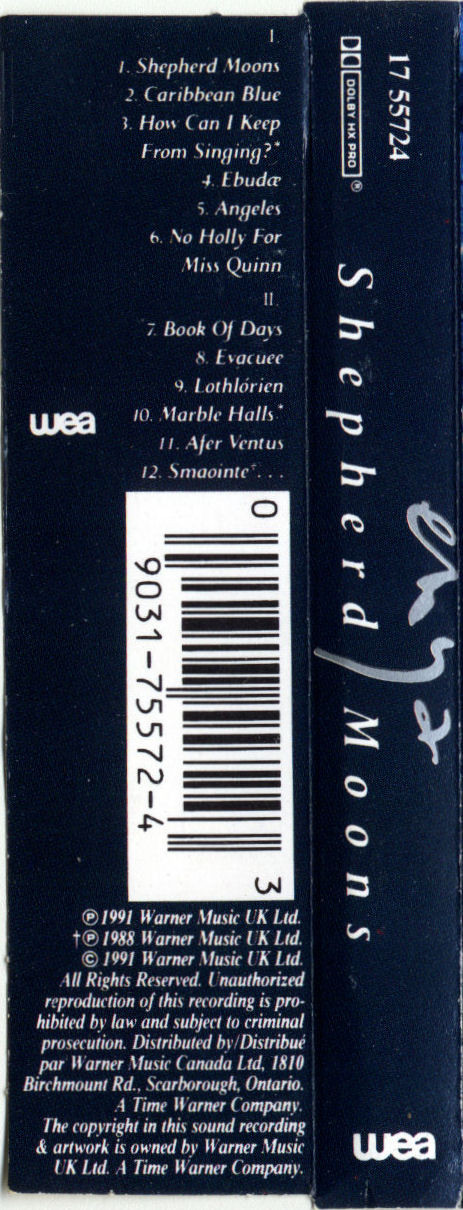 I
1. Shepherd Moons
2. Caribbean Blue
3. How Can I Keep
From Singing?*
4. Ebudæ
5. Angeles
6. No Holly For
Miss Quinn
II
7. Book Of Days
8. Evacuee
9. Lothlórien
10. Marble Halls*
11. Afer Ventus
12. Smaointe†...
wea
0
9031-75572-4
3
℗ 1991 Warner Music UK Ltd.
†℗ 1988 Warner Music UK Ltd.
© 1991 Warner Music UK Ltd.
All Rights Reserved. Unauthorized
reproduction of this recording is pro-
hibited by law and subject to criminal
prosecution. Distributed by/Distribué
par Warner Music Canada Ltd, 1810
Birchmount Rd., Scarborough, Ontario.
A Time Warner Company.
The copyright in this sound recording
& artwork is owned by Warner Music
UK Ltd. A Time Warner Company.
17 55724
DOLBY HX PRO ®
Shepherd Moons
enya
wea